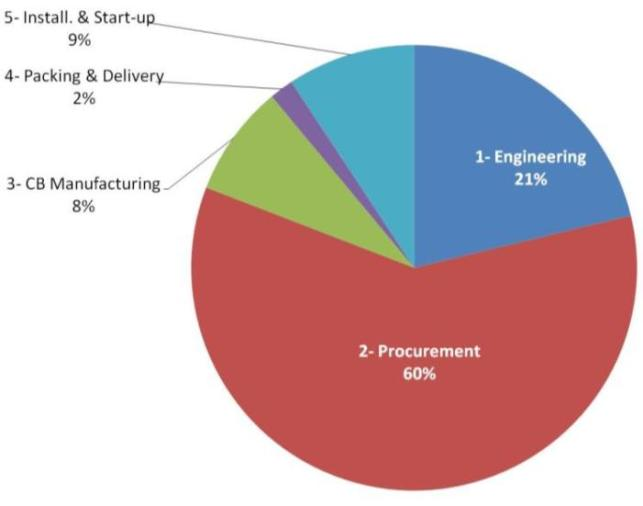 5- Install. & Start-up
9%
4- Packing & Delivery
2%
1- Engineering
21%
3- CB Manufacturing
8%
2- Procurement
60%